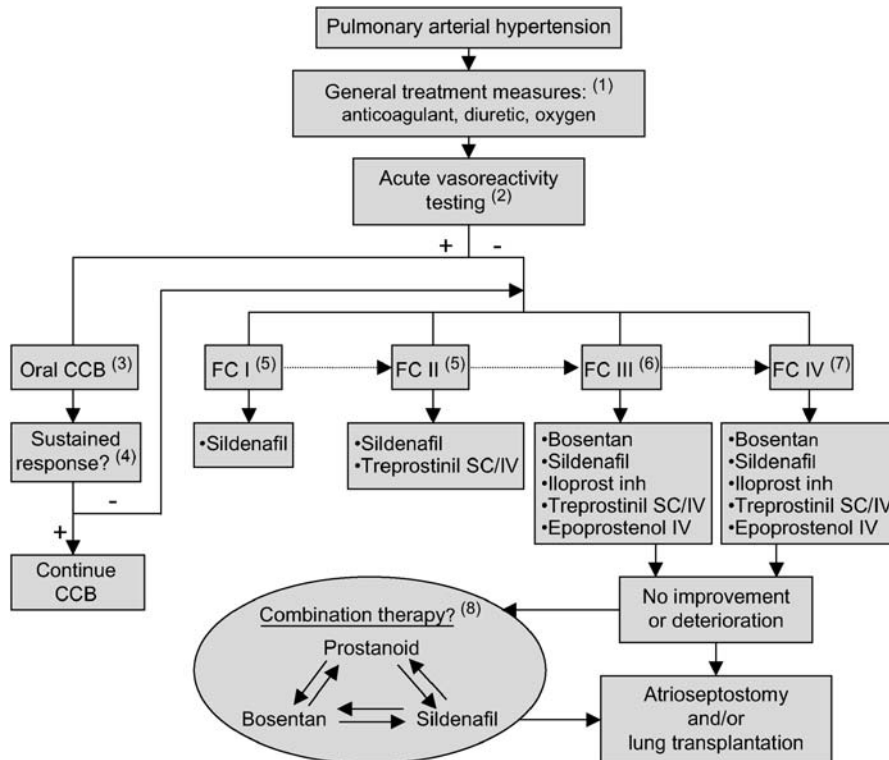 Pulmonary arterial hypertension
General treatment measures: (1)
anticoagulant, diuretic, oxygen
Acute vasoreactivity
testing (2)
+ -
Oral CCB (3)
FC I (5)
FC II (5)
FC III (6)
FC IV (7)
Sustained
response? (4)
-
+
Continue
CCB
•Sildenafil
•Sildenafil
•Treprostinil SC/IV
•Bosentan
•Sildenafil
•Iloprost inh
•Treprostinil SC/IV
•Epoprostenol IV
•Bosentan
•Sildenafil
•Iloprost inh
•Treprostinil SC/IV
•Epoprostenol IV
No improvement
or deterioration
Combination therapy? (8)
Prostanoid
Bosentan
Sildenafil
Atrioseptostomy
and/or
lung transplantation